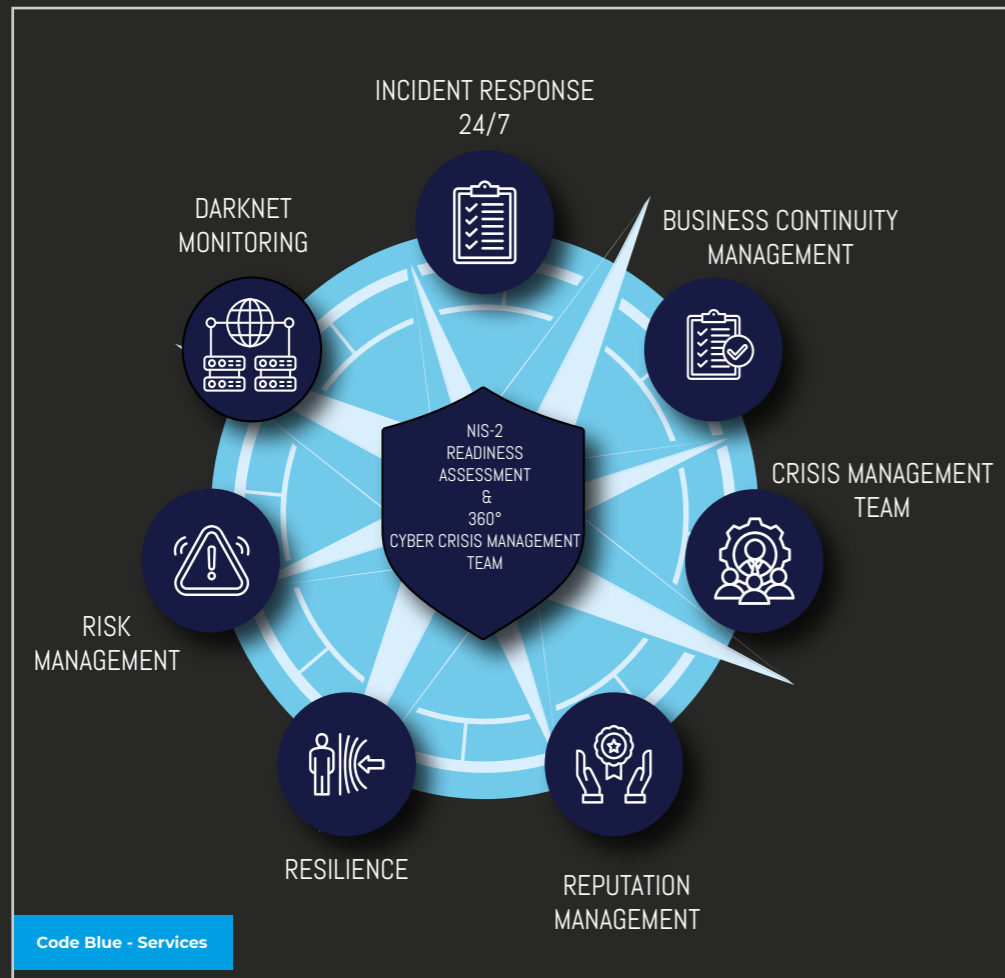 INCIDENT RESPONSE
24/7
DARKNET
MONITORING
BUSINESS CONTINUITY
MANAGEMENT
NIS-2
READINESS
ASSESSMENT
&
360°
CYBER CRISIS MANAGEMENT
TEAM
CRISIS MANAGEMENT
TEAM
RISK
MANAGEMENT
RESILIENCE
REPUTATION
MANAGEMENT
Code Blue - Services